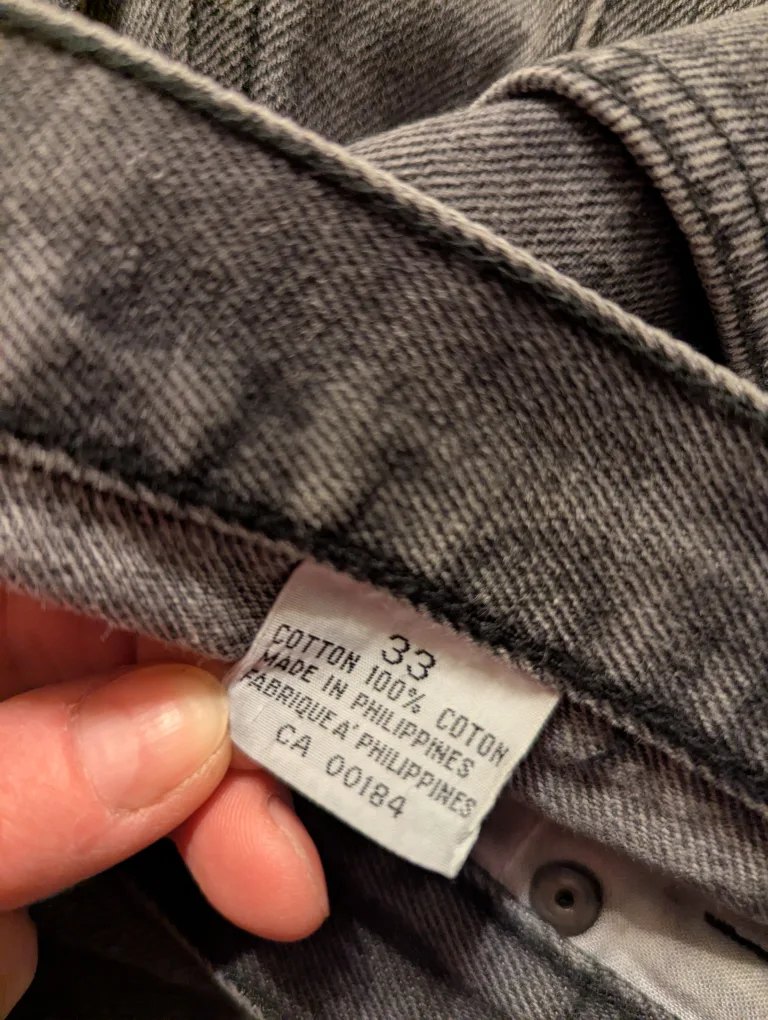 33
COTTON 100% COTON
MADE IN PHILIPPINES
FABRIQUE A' PHILIPPINES
CA 00184